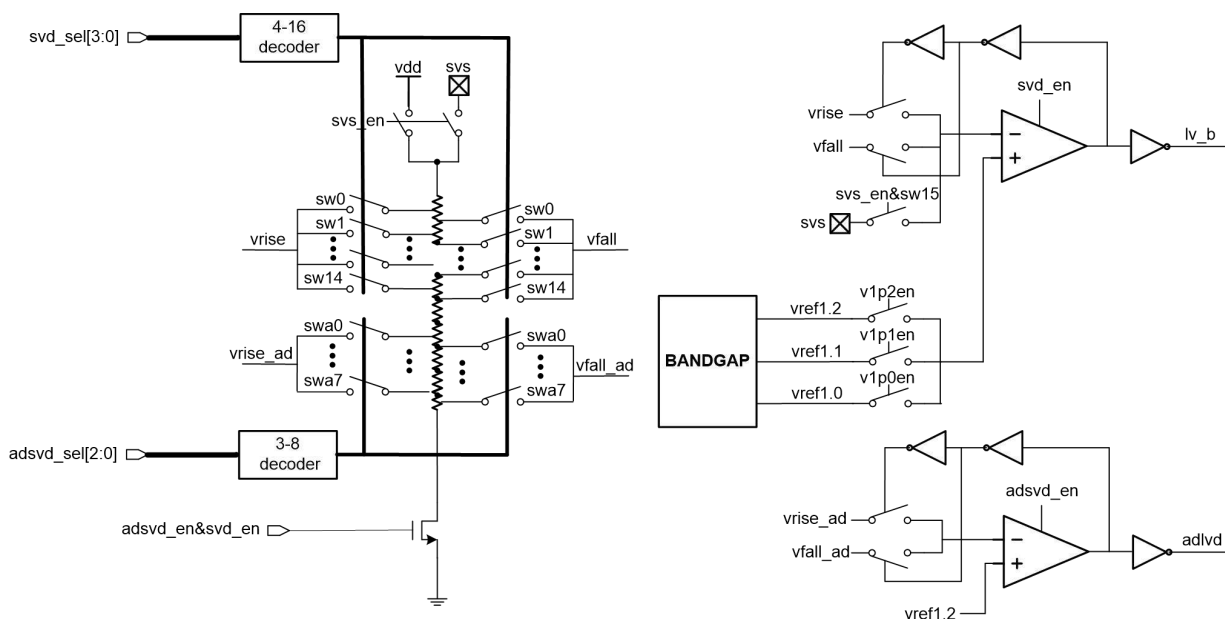 svd_sel[3:0]
4-16
decoder
vdd
svs
svs_en
sw0
sw1
sw14
vrise
sw0
sw1
sw14
vfall
swa0
swa7
vrise_ad
swa0
swa7
vfall_ad
adsvd_sel[2:0]
3-8
decoder
adsvd_en&svd_en
vrise
vfall
svs_en&sw15
svs
svd_en
lv_b
BANDGAP
vref1.2
v1p2en
vref1.1
v1p1en
vref1.0
v1p0en
vrise_ad
vfall_ad
adsvd_en
adlvd
vref1.2